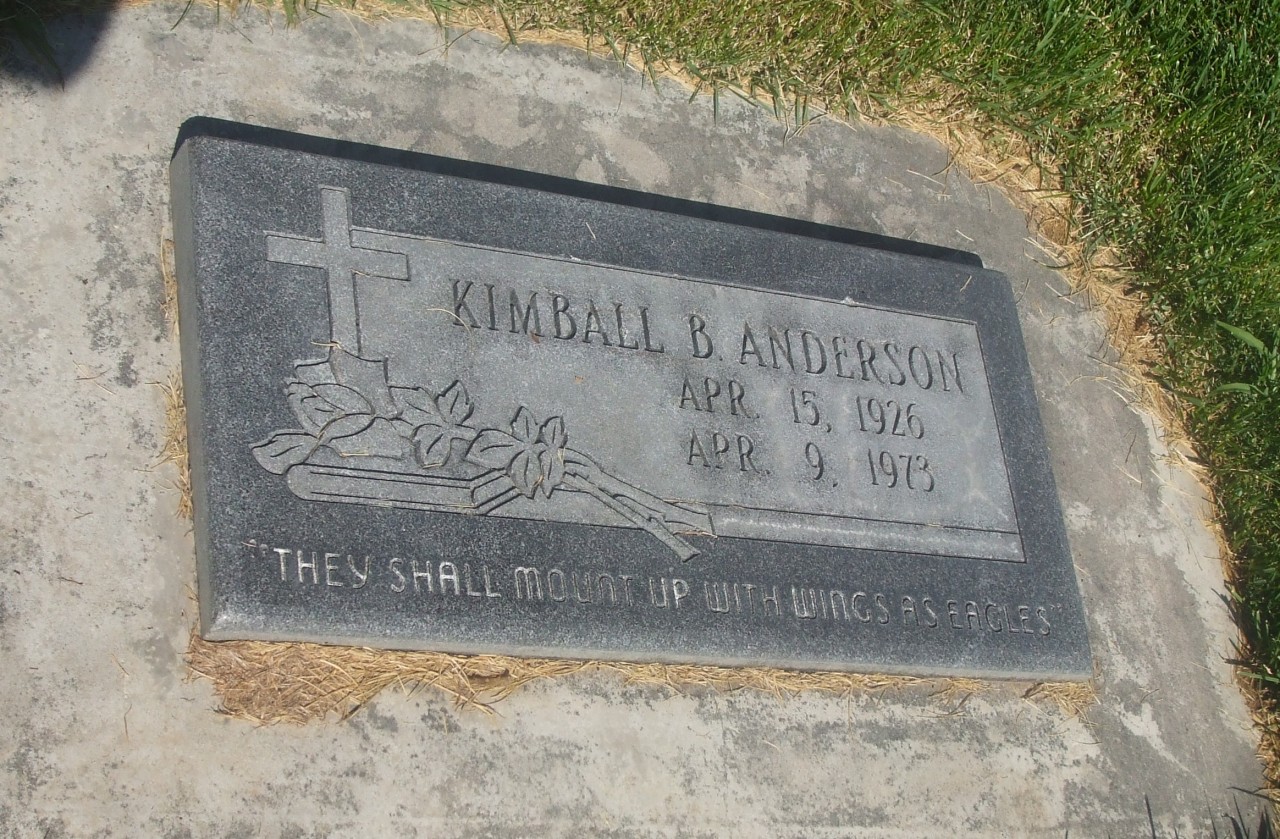 KIMBALL B. ANDERSON
APR. 15, 1926
APR. 9, 1973
"THEY SHALL MOUNT UP WITH WINGS AS EAGLES"